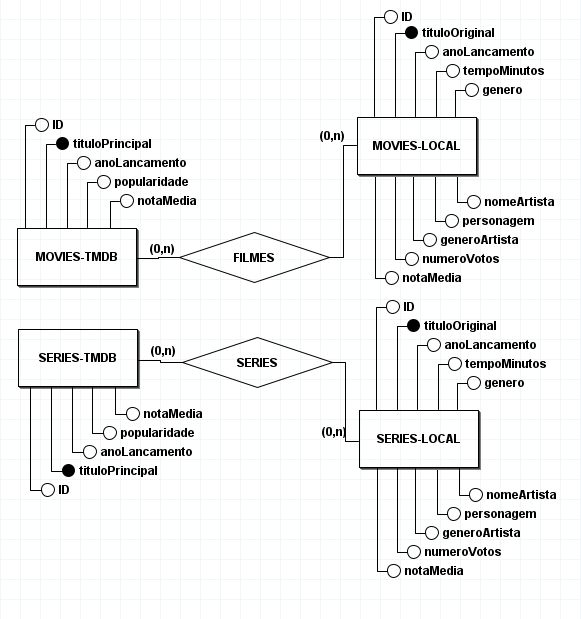 ID
tituloOriginal
anoLancamento
tempoMinutos
genero
(0,n)
MOVIES-LOCAL
nomeArtista
personagem
generoArtista
numeroVotos
notaMedia
ID
tituloPrincipal
anoLancamento
popularidade
notaMedia
MOVIES-TMDB
(0,n)
FILMES
SERIES-TMDB
(0,n)
SERIES
notaMedia
popularidade
anoLancamento
tituloPrincipal
ID
ID
tituloOriginal
anoLancamento
tempoMinutos
genero
(0,n)
SERIES-LOCAL
nomeArtista
personagem
generoArtista
numeroVotos
notaMedia